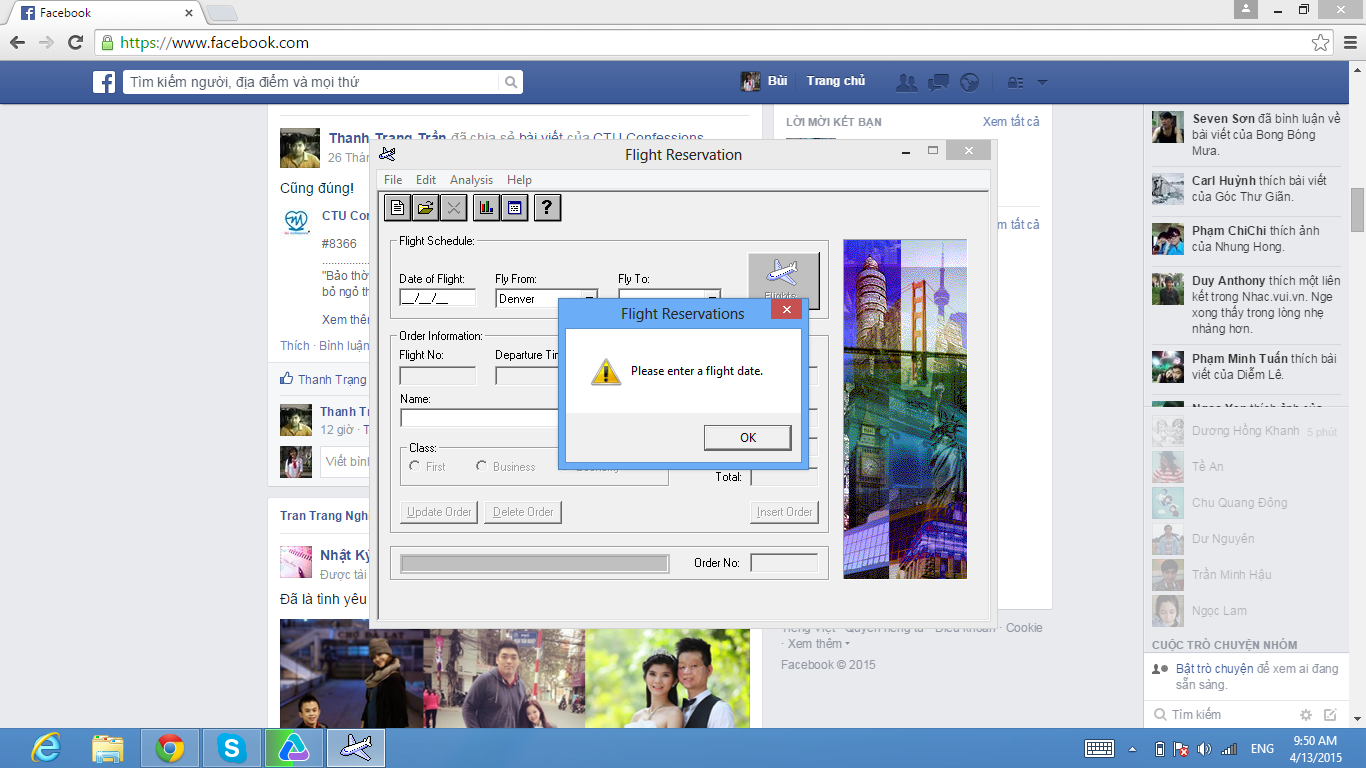 Facebook
https://www.facebook.com
Tìm kiếm người, địa điểm và mọi thứ
Bùi
Trang chủ
Thanh Trang Trần đã chia sẻ bài viết của CTU Confessions
26 Thán
Cũng đúng!
CTU Con
#8366
"Bảo thờ
bỏ ngỏ th
Xem thêm
Thích · Bình luận
Thanh Trạng
Thanh Tr
12 giờ · T
Viết bình
Tran Trang Ngh
Nhật Ký
Được tài
Đã là tình yêu
LỜI MỜI KẾT BẠN
Xem tất cả
m tất cả
Flight Reservation
File Edit Analysis Help
Flight Schedule:
Date of Flight:
Fly From:
Fly To:
__/__/__
Denver
Flights
Order Information:
Flight No:
Departure Tim
Name:
Class:
First
Business
Economy
Total:
Update Order
Delete Order
Insert Order
Order No:
Flight Reservations
Please enter a flight date.
OK
Tiếng Việt · Quyền riêng tư · Điều khoản · Cookie
· Xem thêm
Facebook © 2015
Seven Sơn đã bình luận về
bài viết của Bong Bóng
Mưa.
Carl Huỳnh thích bài viết
của Góc Thư Giãn.
Phạm ChiChi thích ảnh
của Nhung Hong.
Duy Anthony thích một liên
kết trong Nhac.vui.vn. Nge
xong thấy trong lòng nhẹ
nhàng hơn.
Phạm Minh Tuấn thích bài
viết của Diễm Lê.
Dương Hồng Khanh 5 phút
Tề An
Chu Quang Đông
Dư Nguyên
Trần Minh Hậu
Ngọc Lam
CUỘC TRÒ CHUYỆN NHÓM
Bật trò chuyện để xem ai đang
sẵn sàng.
Tìm kiếm
ENG
9:50 AM
4/13/2015